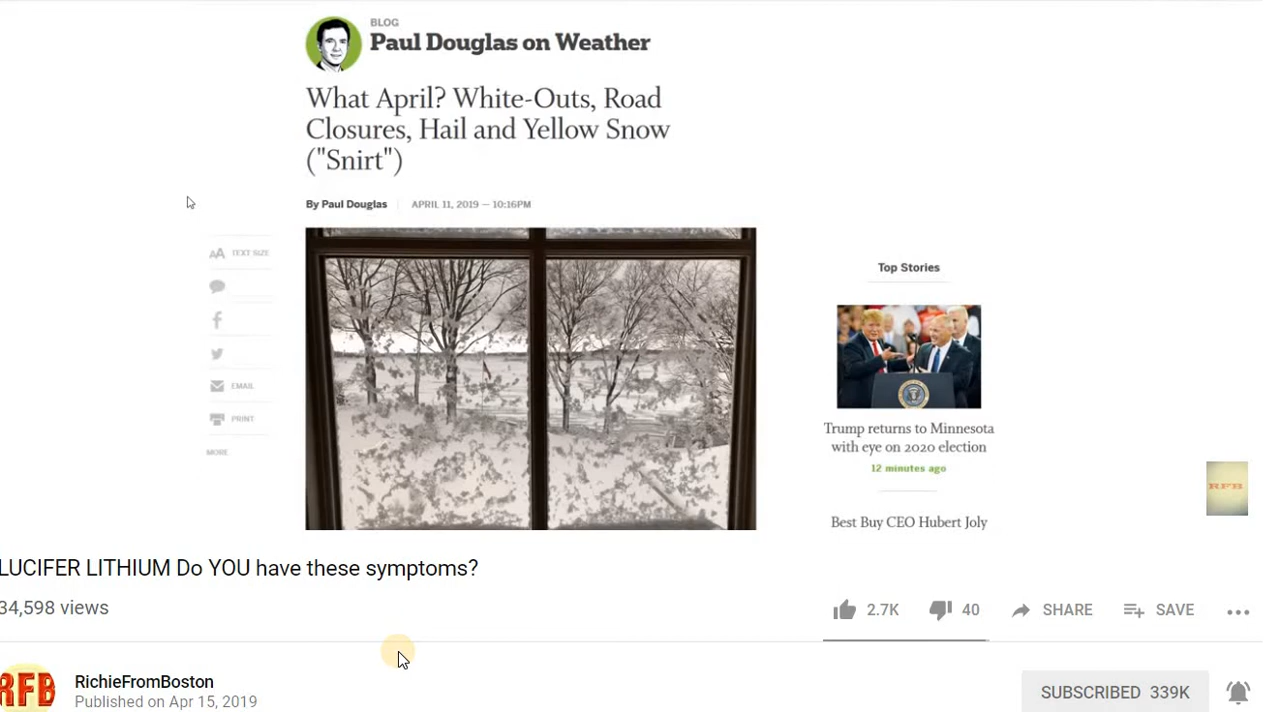 BLOG
Paul Douglas on Weather
What April? White-Outs, Road
Closures, Hail and Yellow Snow
("Snirt")
By Paul Douglas
APRIL 11, 2019 — 10:16PM
AA TEXT SIZE
EMAIL
PRINT
MORE
Top Stories
Trump returns to Minnesota
with eye on 2020 election
12 minutes ago
Best Buy CEO Hubert Joly
RFB
LUCIFER LITHIUM Do YOU have these symptoms?
34,598 views
2.7K
40
SHARE
SAVE
RFB
RichieFromBoston
Published on Apr 15, 2019
SUBSCRIBED 339K